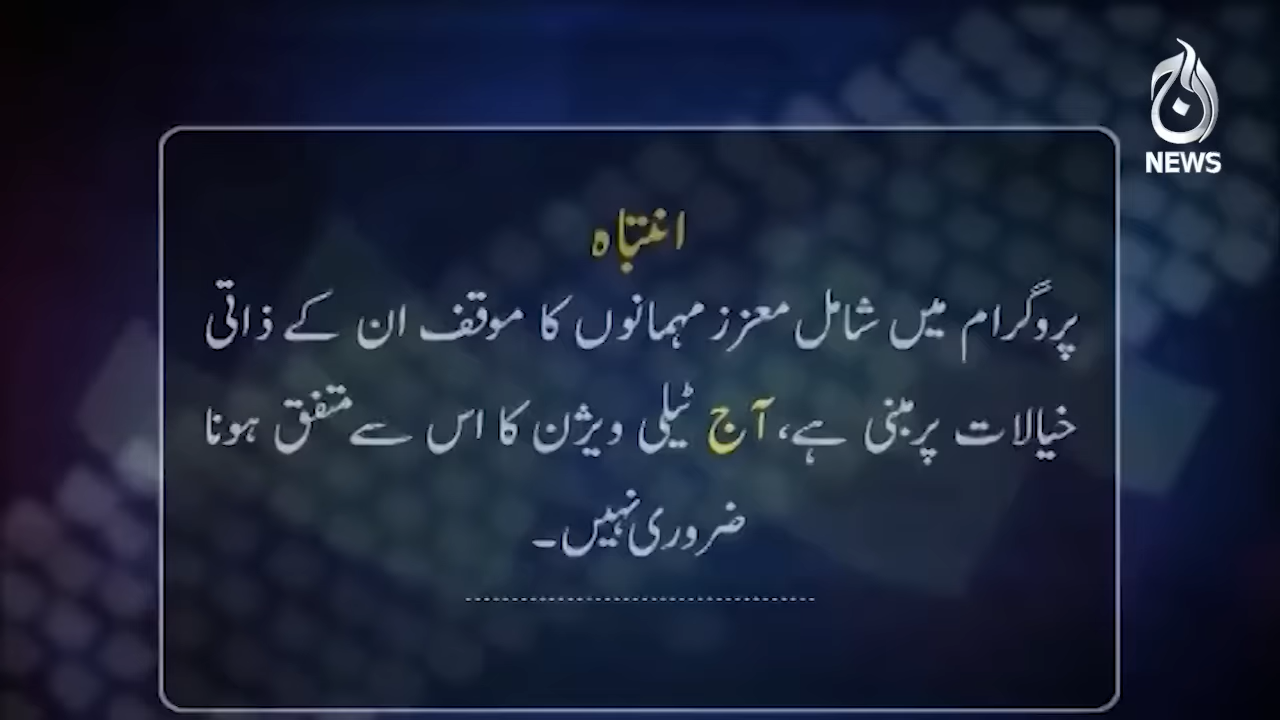 آج
NEWS
انتباہ
پروگرام میں شامل معزز مہمانوں کا موقف ان کے ذاتی
خیالات پر مبنی ہے، آج ٹیلی ویژن کا اس سے متفق ہونا
ضروری نہیں۔